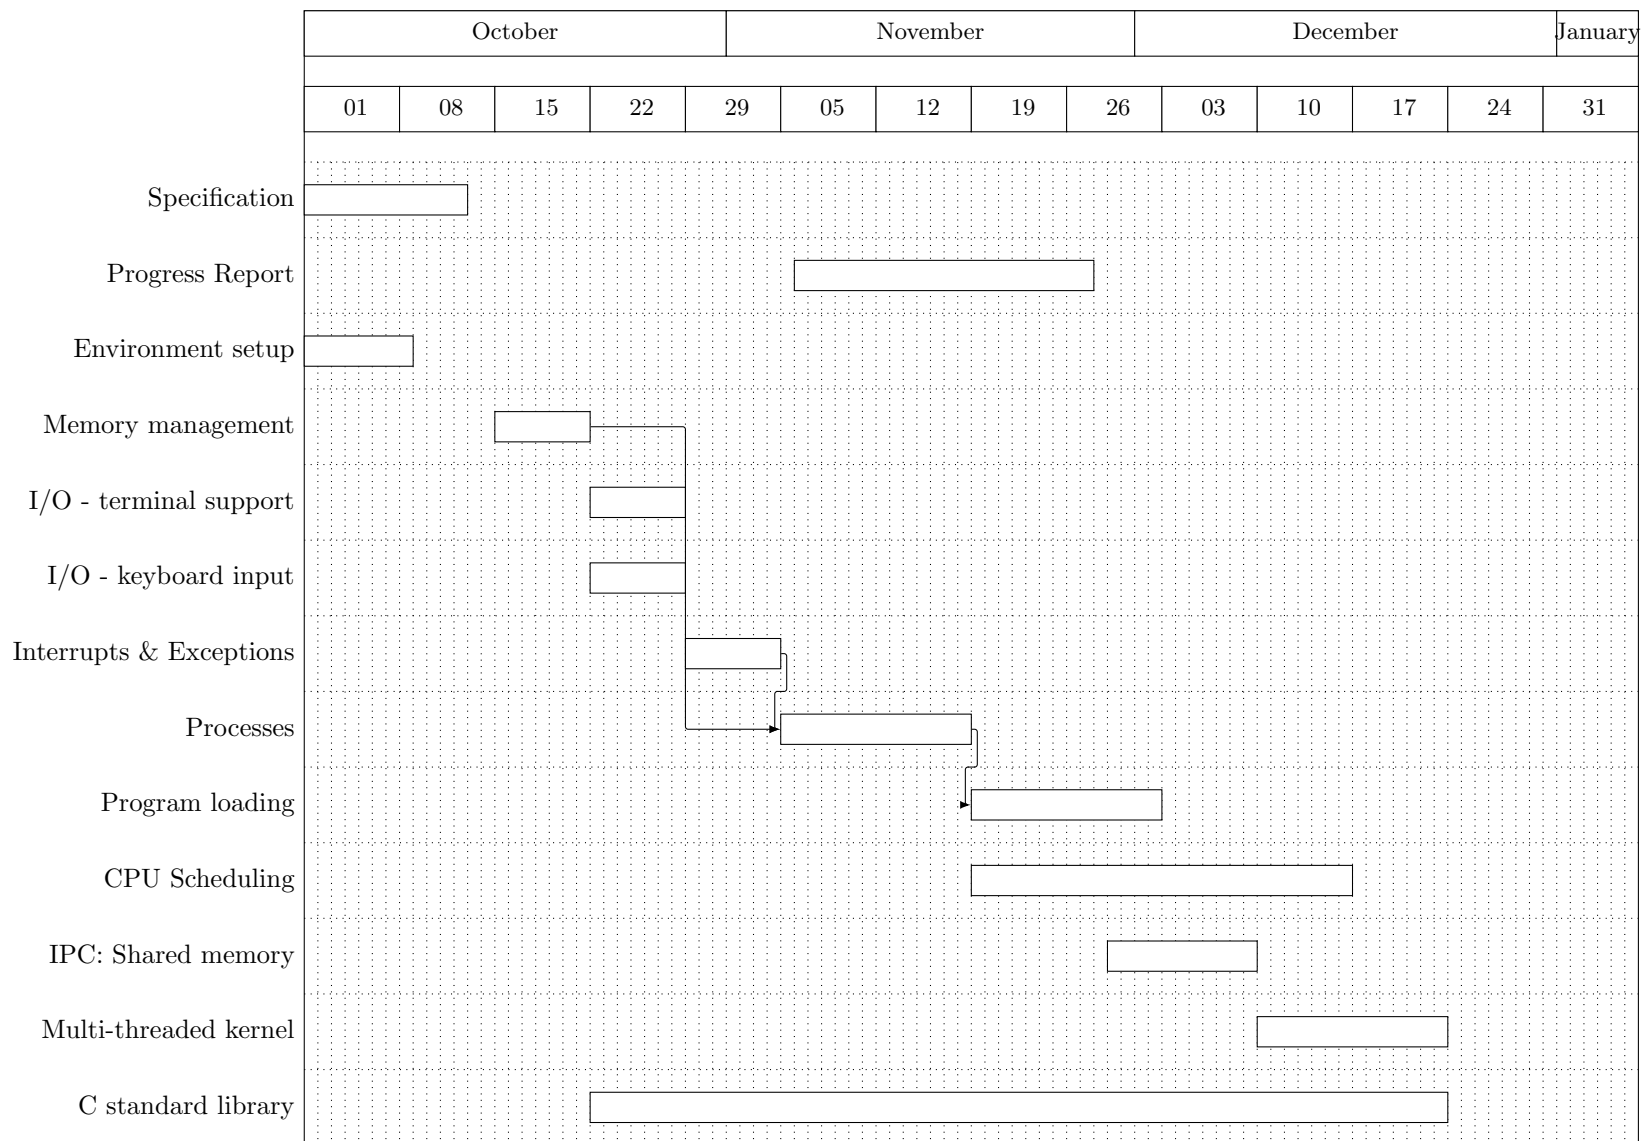 October November December January
01 08 15 22 29 05 12 19 26 03 10 17 24 31
Specification
Progress Report
Environment setup
Memory management
I/O - terminal support
I/O - keyboard input
Interrupts & Exceptions
Processes
Program loading
CPU Scheduling
IPC: Shared memory
Multi-threaded kernel
C standard library